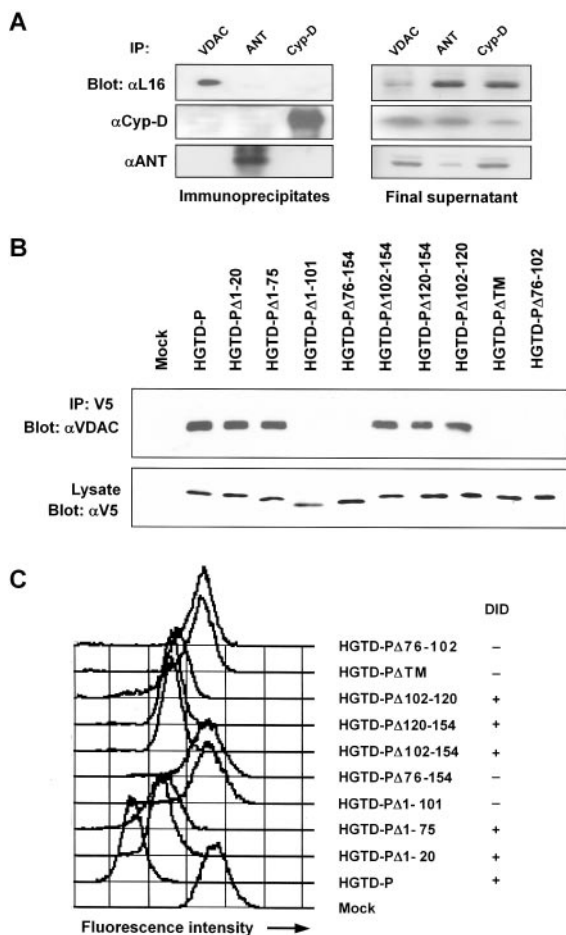 A
IP:
VDAC
ANT
Cyp-D
VDAC
ANT
Cyp-D
Blot: αL16
αCyp-D
αANT
Immunoprecipitates
Final supernatant
B
Mock
HGTD-P
HGTD-PΔ1-20
HGTD-PΔ1-75
HGTD-PΔ1-101
HGTD-PΔ76-154
HGTD-PΔ102-154
HGTD-PΔ120-154
HGTD-PΔ102-120
HGTD-PΔTM
HGTD-PΔ76-102
IP: V5
Blot: αVDAC
Lysate
Blot: αV5
C
DID
HGTD-PΔ76-102 –
HGTD-PΔTM –
HGTD-PΔ102-120 +
HGTD-PΔ120-154 +
HGTD-PΔ102-154 +
HGTD-PΔ76-154 –
HGTD-PΔ1- 101 –
HGTD-PΔ1- 75 +
HGTD-PΔ1- 20 +
HGTD-P +
Mock
Fluorescence intensity →